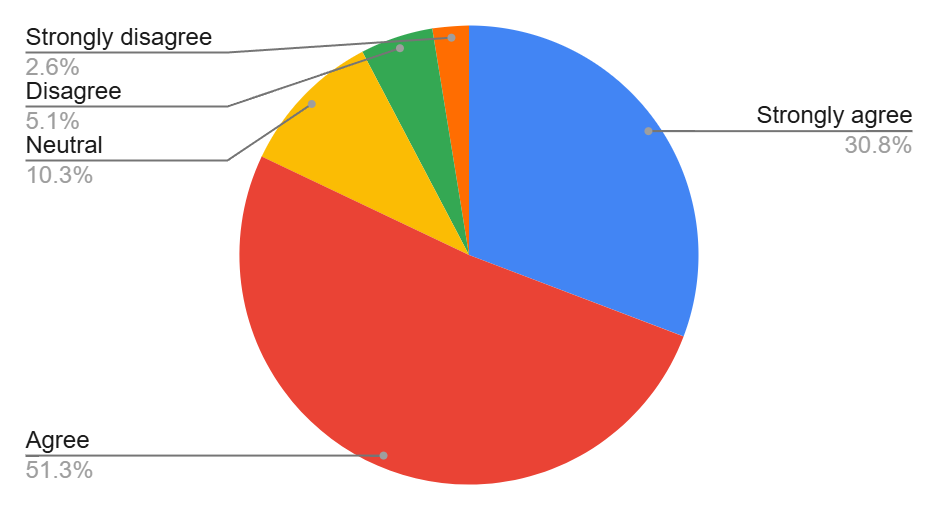 Strongly disagree
2.6%
Disagree
5.1%
Neutral
10.3%
Strongly agree
30.8%
Agree
51.3%